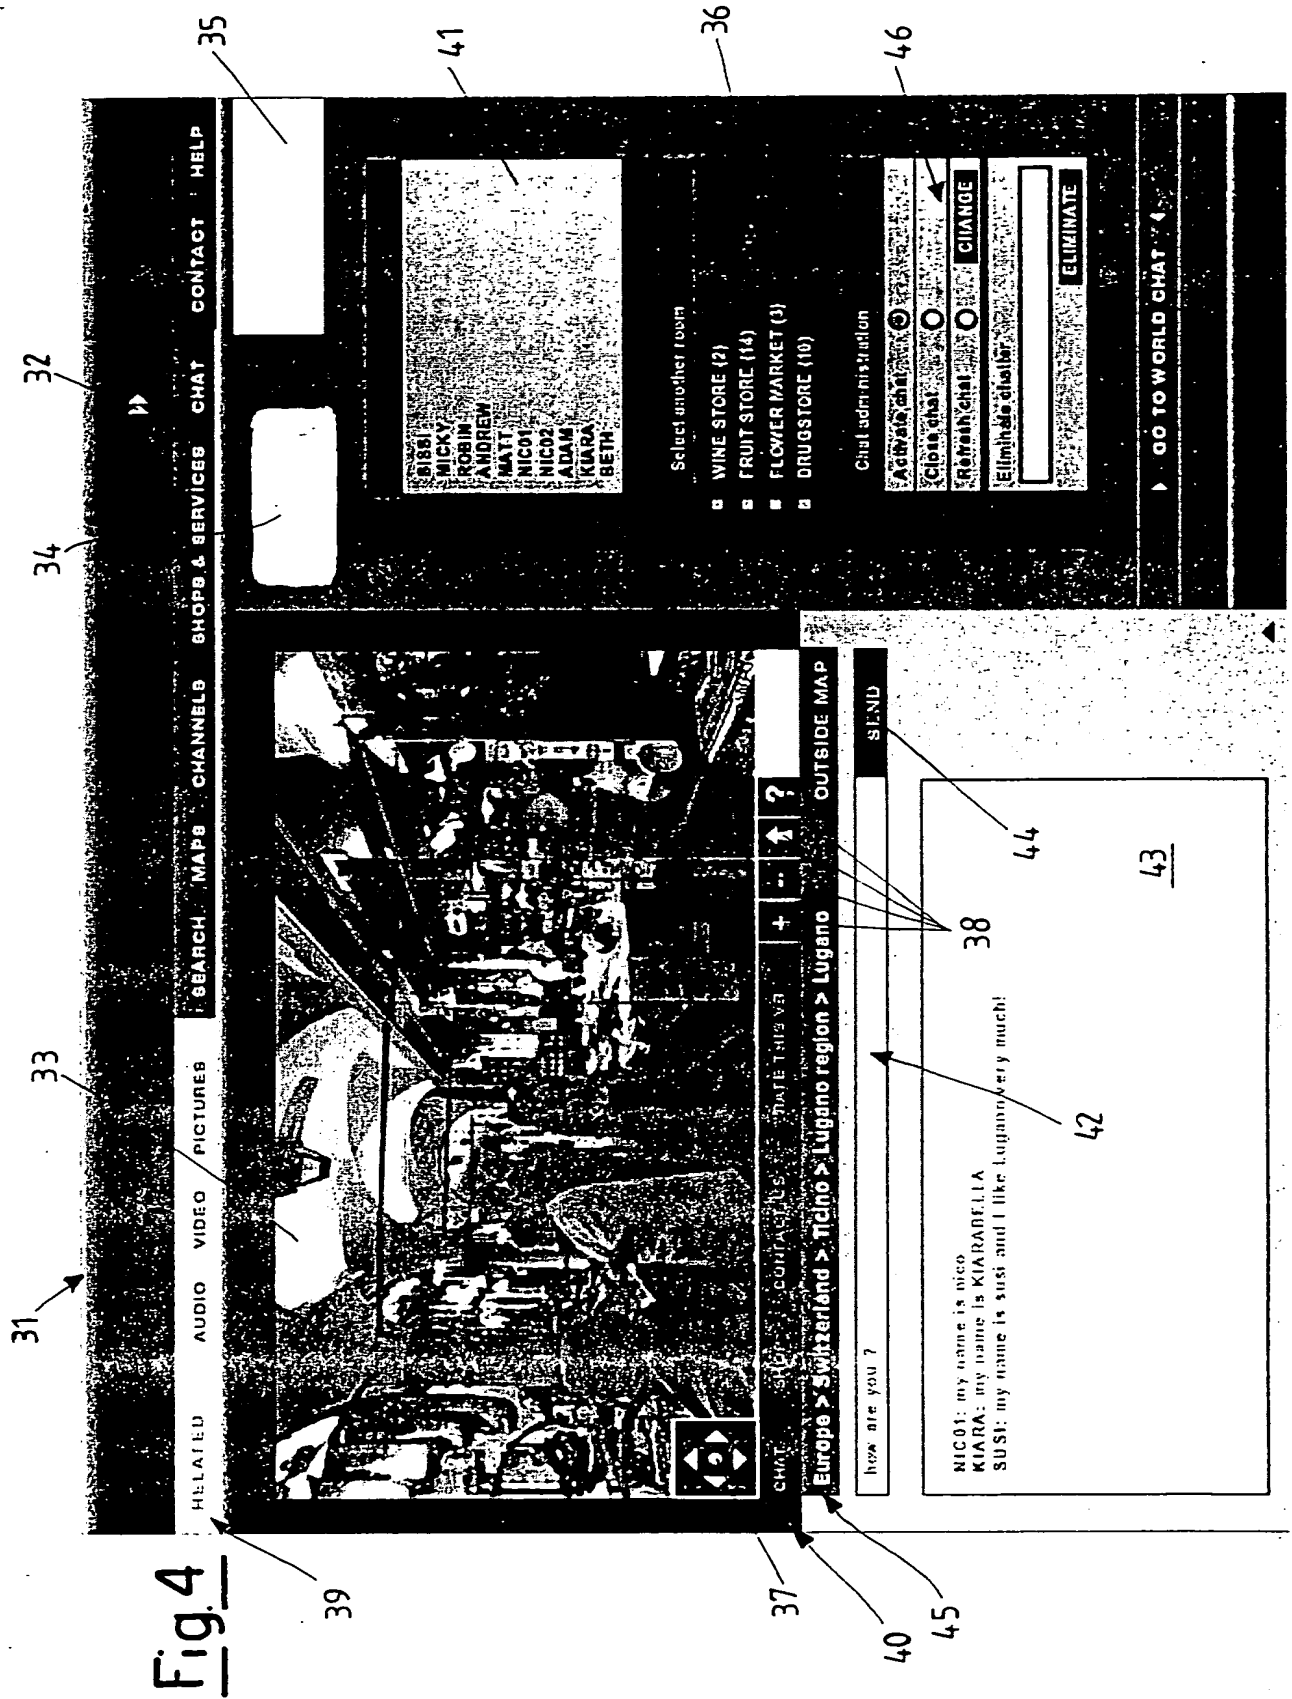 Fig.4
31
33
34
32
35
RELATED AUDIO VIDEO PICTURES SEARCH MAPS CHANNELS SHOPS & SERVICES CHAT CONTACT HELP
39
41
SISSI
MICKY
ROBIN
ANDREW
MATT
NIC01
NIC02
ADAM
KIARA
BETH
Select another room
WINE STORE (2)
FRUIT STORE (14)
FLOWER MARKET (3)
DRUGSTORE (10)
36
Chat administration
Activate chat
Close chat
Refresh chat CHANGE
Eliminate chatter
ELIMINATE
46
GO TO WORLD CHAT
37
CHAT CONTACT US RATE THIS
+ - ?
40
Europe > Switzerland > Ticino > Lugano region > Lugano OUTSIDE MAP
45
how are you ? SEND
38
44
42
43
NIC01: my name is nico
KIARA: my name is KIARABELLA
SUSI: my name is susi and I like Lugano very much!